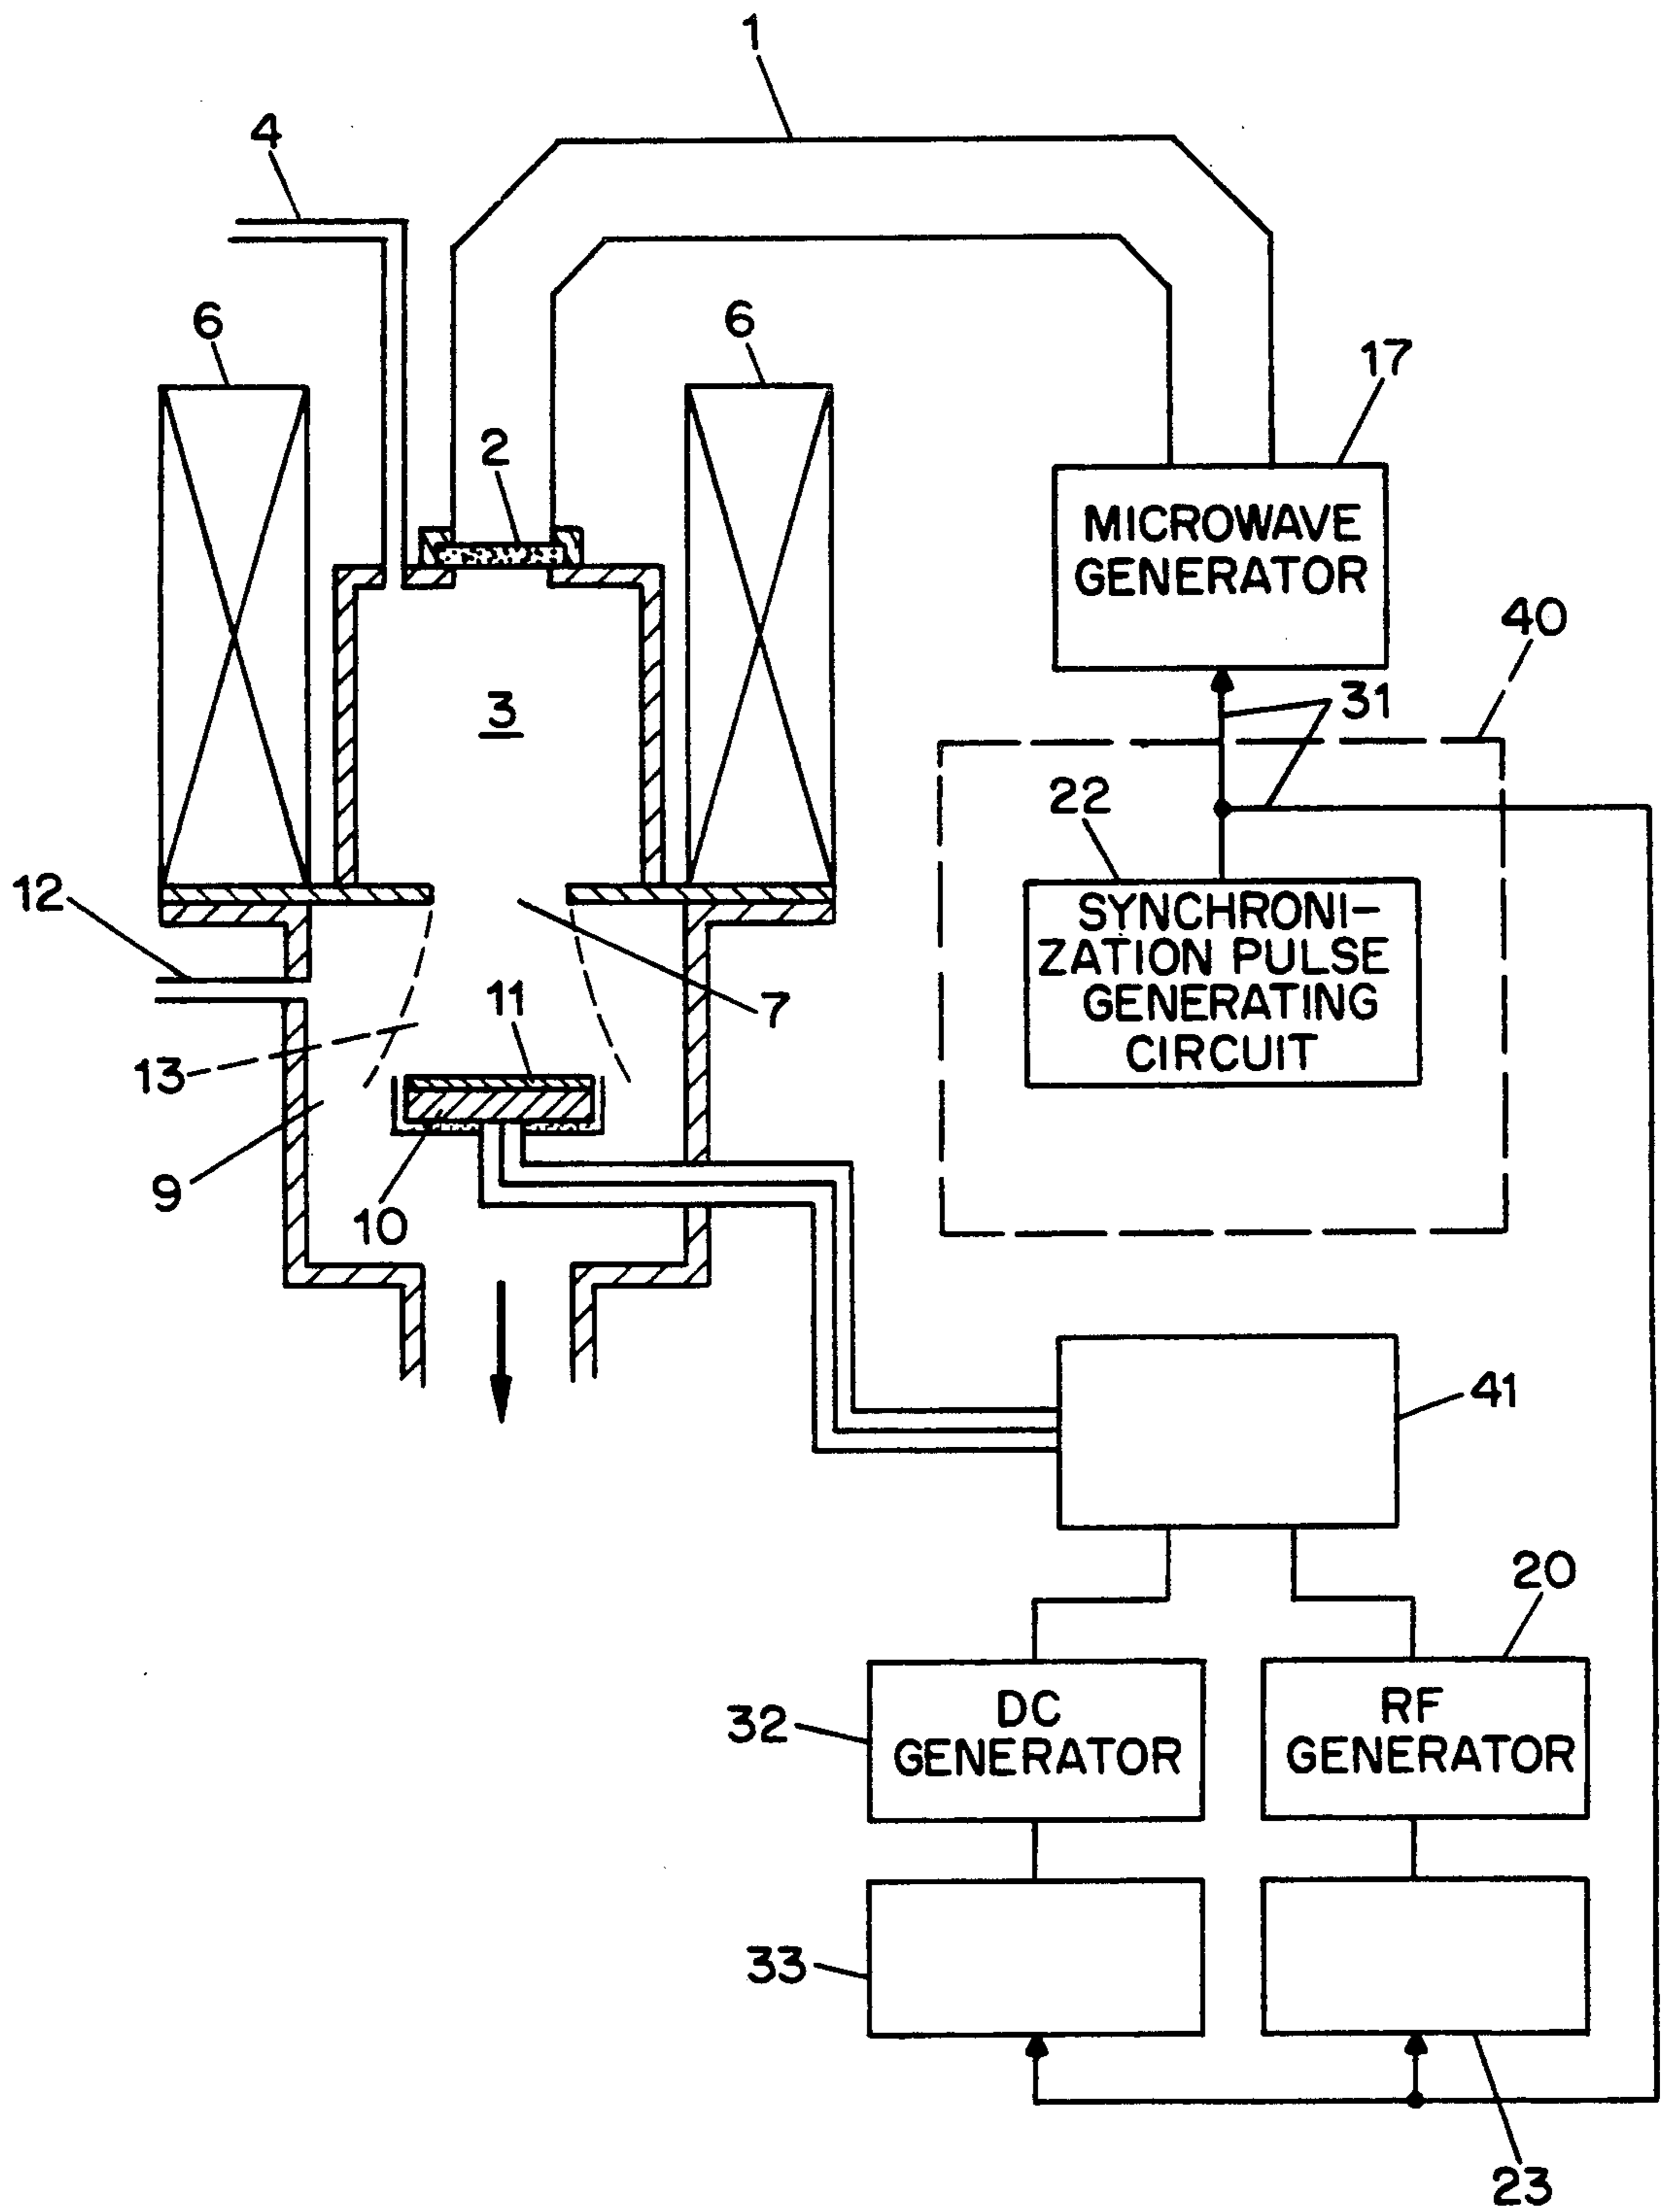 1
4
6
6
17
2
MICROWAVE
GENERATOR
40
3
31
22
12
SYNCHRONI-
ZATION PULSE
GENERATING
CIRCUIT
11
7
13
9
10
41
20
32
DC
GENERATOR
RF
GENERATOR
33
23